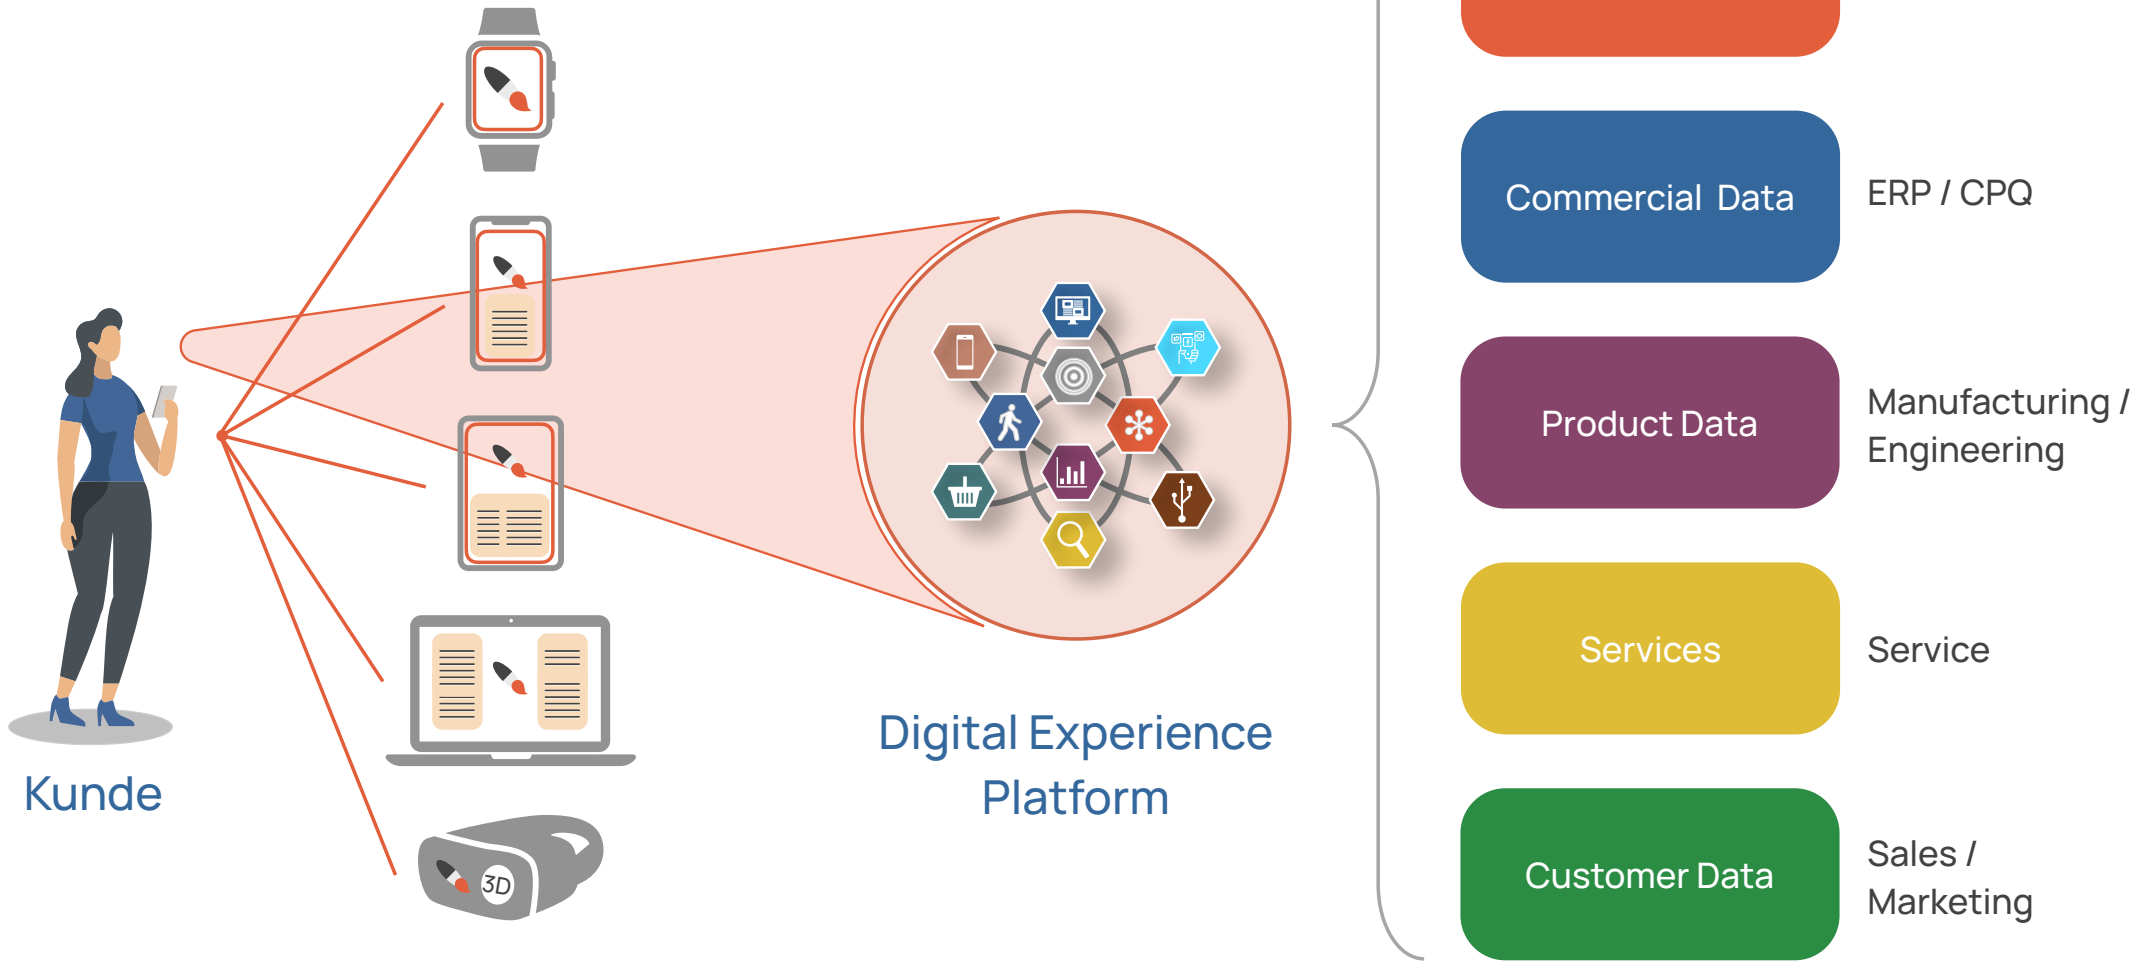 Kunde
3D
Digital Experience
Platform
Commercial Data
ERP / CPQ
Product Data
Manufacturing /
Engineering
Services
Service
Customer Data
Sales /
Marketing